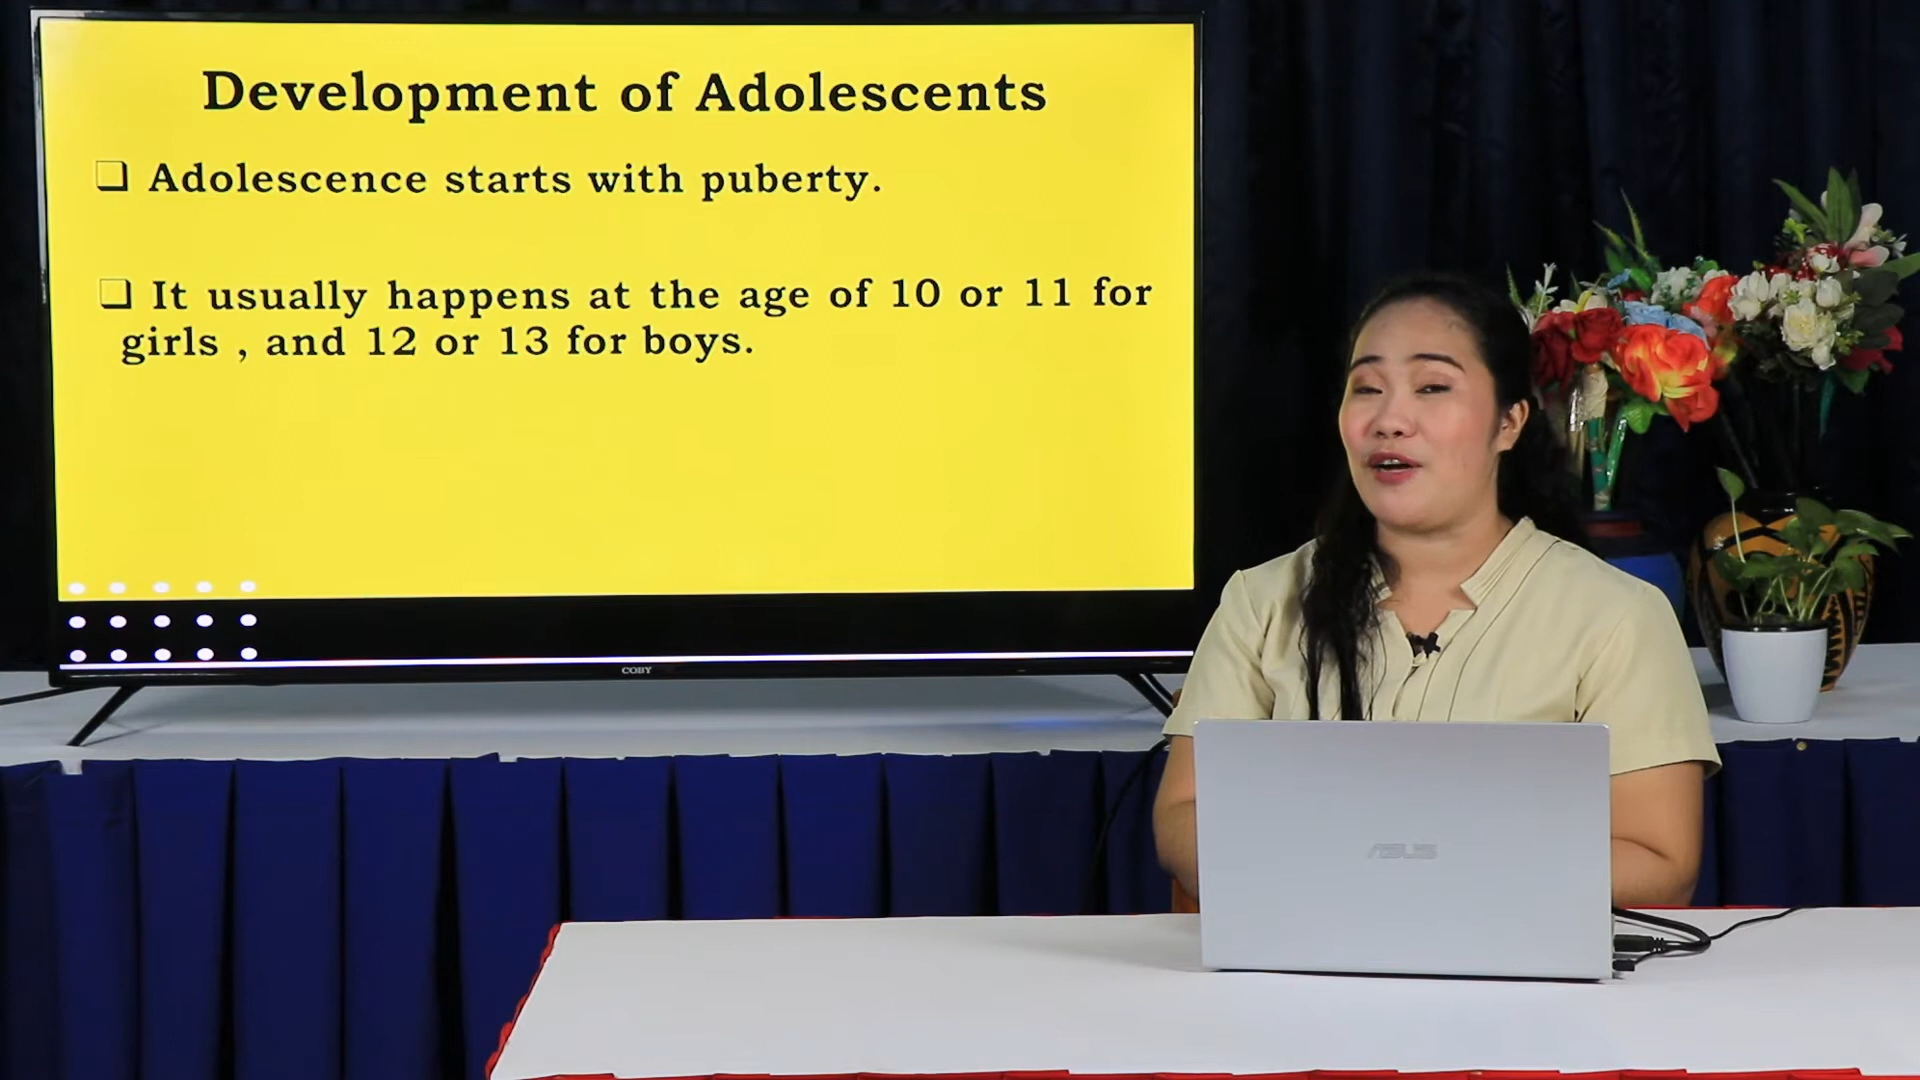 Development of Adolescents
❑ Adolescence starts with puberty.
❑ It usually happens at the age of 10 or 11 for
girls , and 12 or 13 for boys.
COBY
ASUS